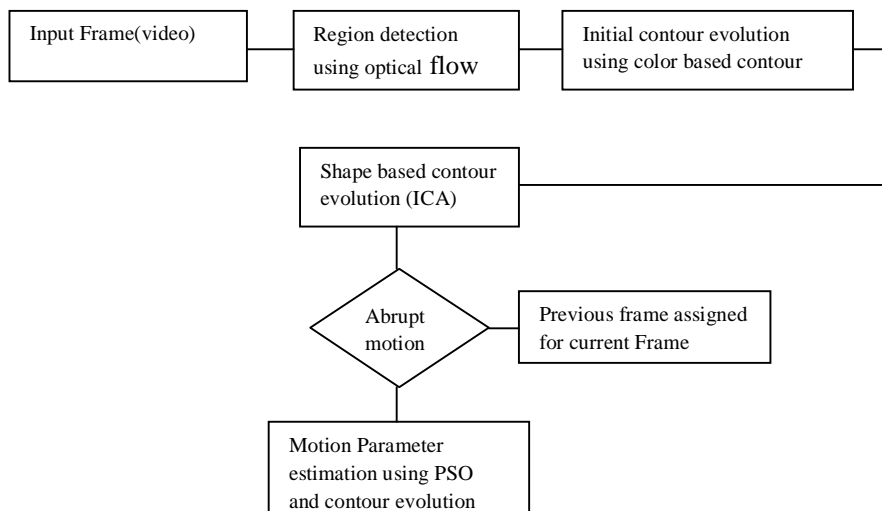 Input Frame(video)
Region detection
using optical flow
Initial contour evolution
using color based contour
Shape based contour
evolution (ICA)
Abrupt
motion
Previous frame assigned
for current Frame
Motion Parameter
estimation using PSO
and contour evolution